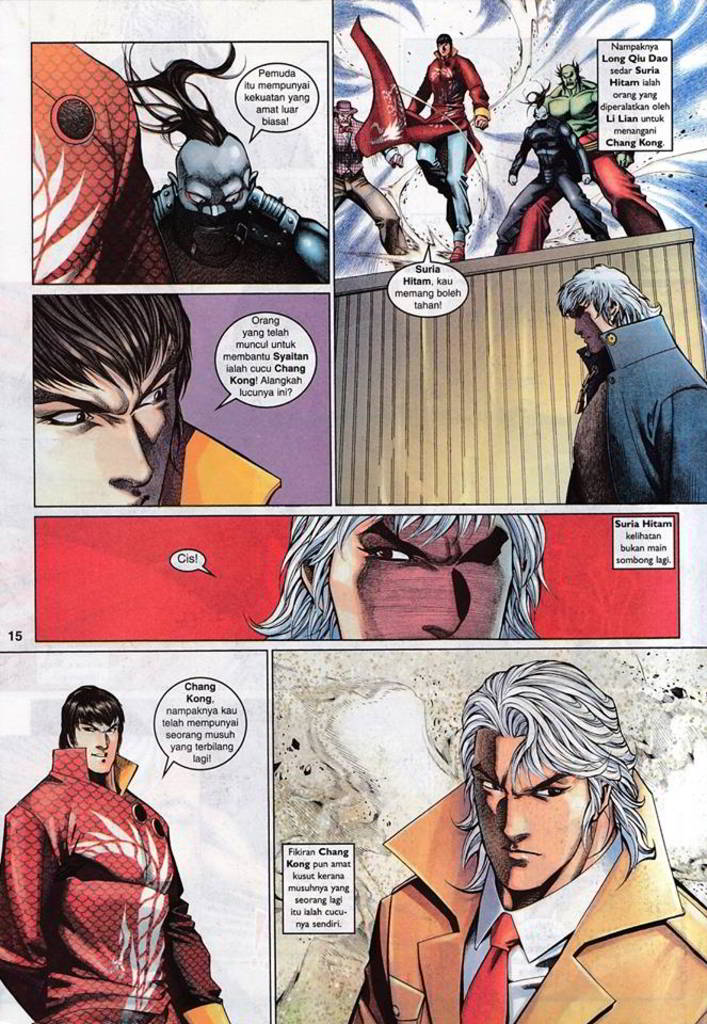 Pemuda
itu mempunyai
kekuatan yang
amat luar
biasa!
Nampaknya
Long Qiu Dao
sedar Suria
Hitam ialah
orang yang
diperalatkan oleh
Li Lian untuk
menangani
Chang Kong.
Suria
Hitam, kau
memang boleh
tahan!
Orang
yang telah
muncul untuk
membantu Syaitan
ialah cucu Chang
Kong! Alangkah
lucunya ini?
Cis!
Suria Hitam
kelihatan
bukan main
sombong lagi.
15
Chang
Kong,
nampaknya kau
telah mempunyai
seorang musuh
yang terbilang
lagi!
Fikiran Chang
Kong pun amat
kusut kerana
musuhnya yang
seorang lagi
itu ialah cucu-
nya sendiri.